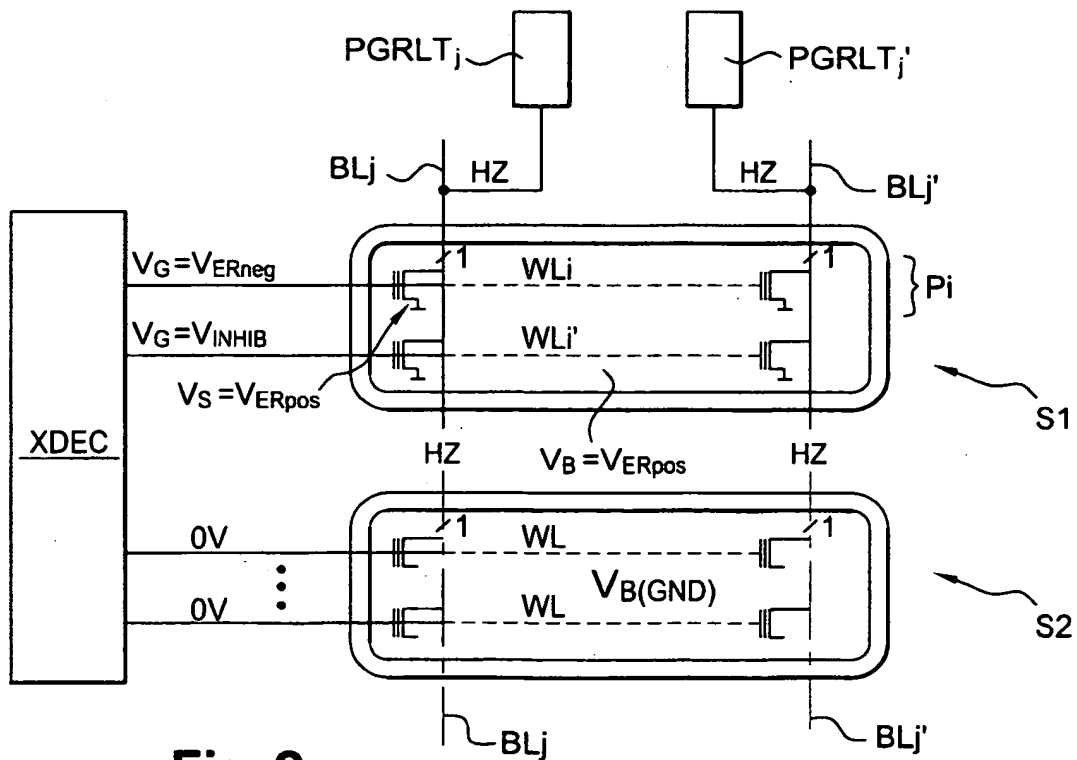 PGRLTj
PGRLTj'
BLj
HZ
HZ
BLj'
VG=VERneg
1
WLi
1
Pi
VG=VINHIB
WLi'
VS=VERpos
S1
XDEC
HZ
VB=VERpos
HZ
0V
1
WL
1
VB(GND)
0V
WL
S2
BLj
BLj'